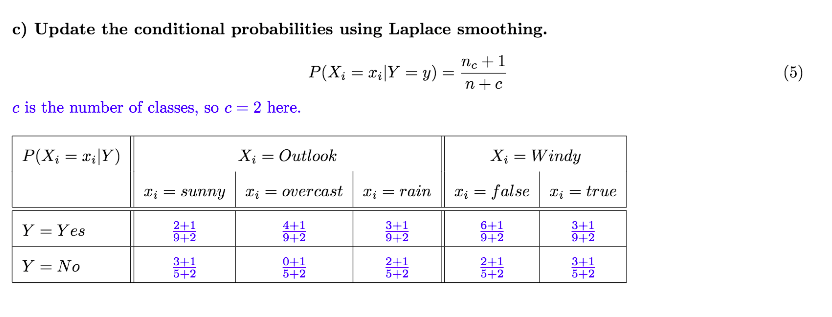 c) Update the conditional probabilities using Laplace smoothing.
P(X_i = x_i|Y = y) = \frac{n_c + 1}{n + c} (5)
c is the number of classes, so c = 2 here.
P(X_i = x_i|Y) X_i = Outlook X_i = Windy
x_i = sunny x_i = overcast x_i = rain x_i = false x_i = true
Y = Yes \frac{2+1}{9+2} \frac{4+1}{9+2} \frac{3+1}{9+2} \frac{6+1}{9+2} \frac{3+1}{9+2}
Y = No \frac{3+1}{5+2} \frac{0+1}{5+2} \frac{2+1}{5+2} \frac{2+1}{5+2} \frac{3+1}{5+2}